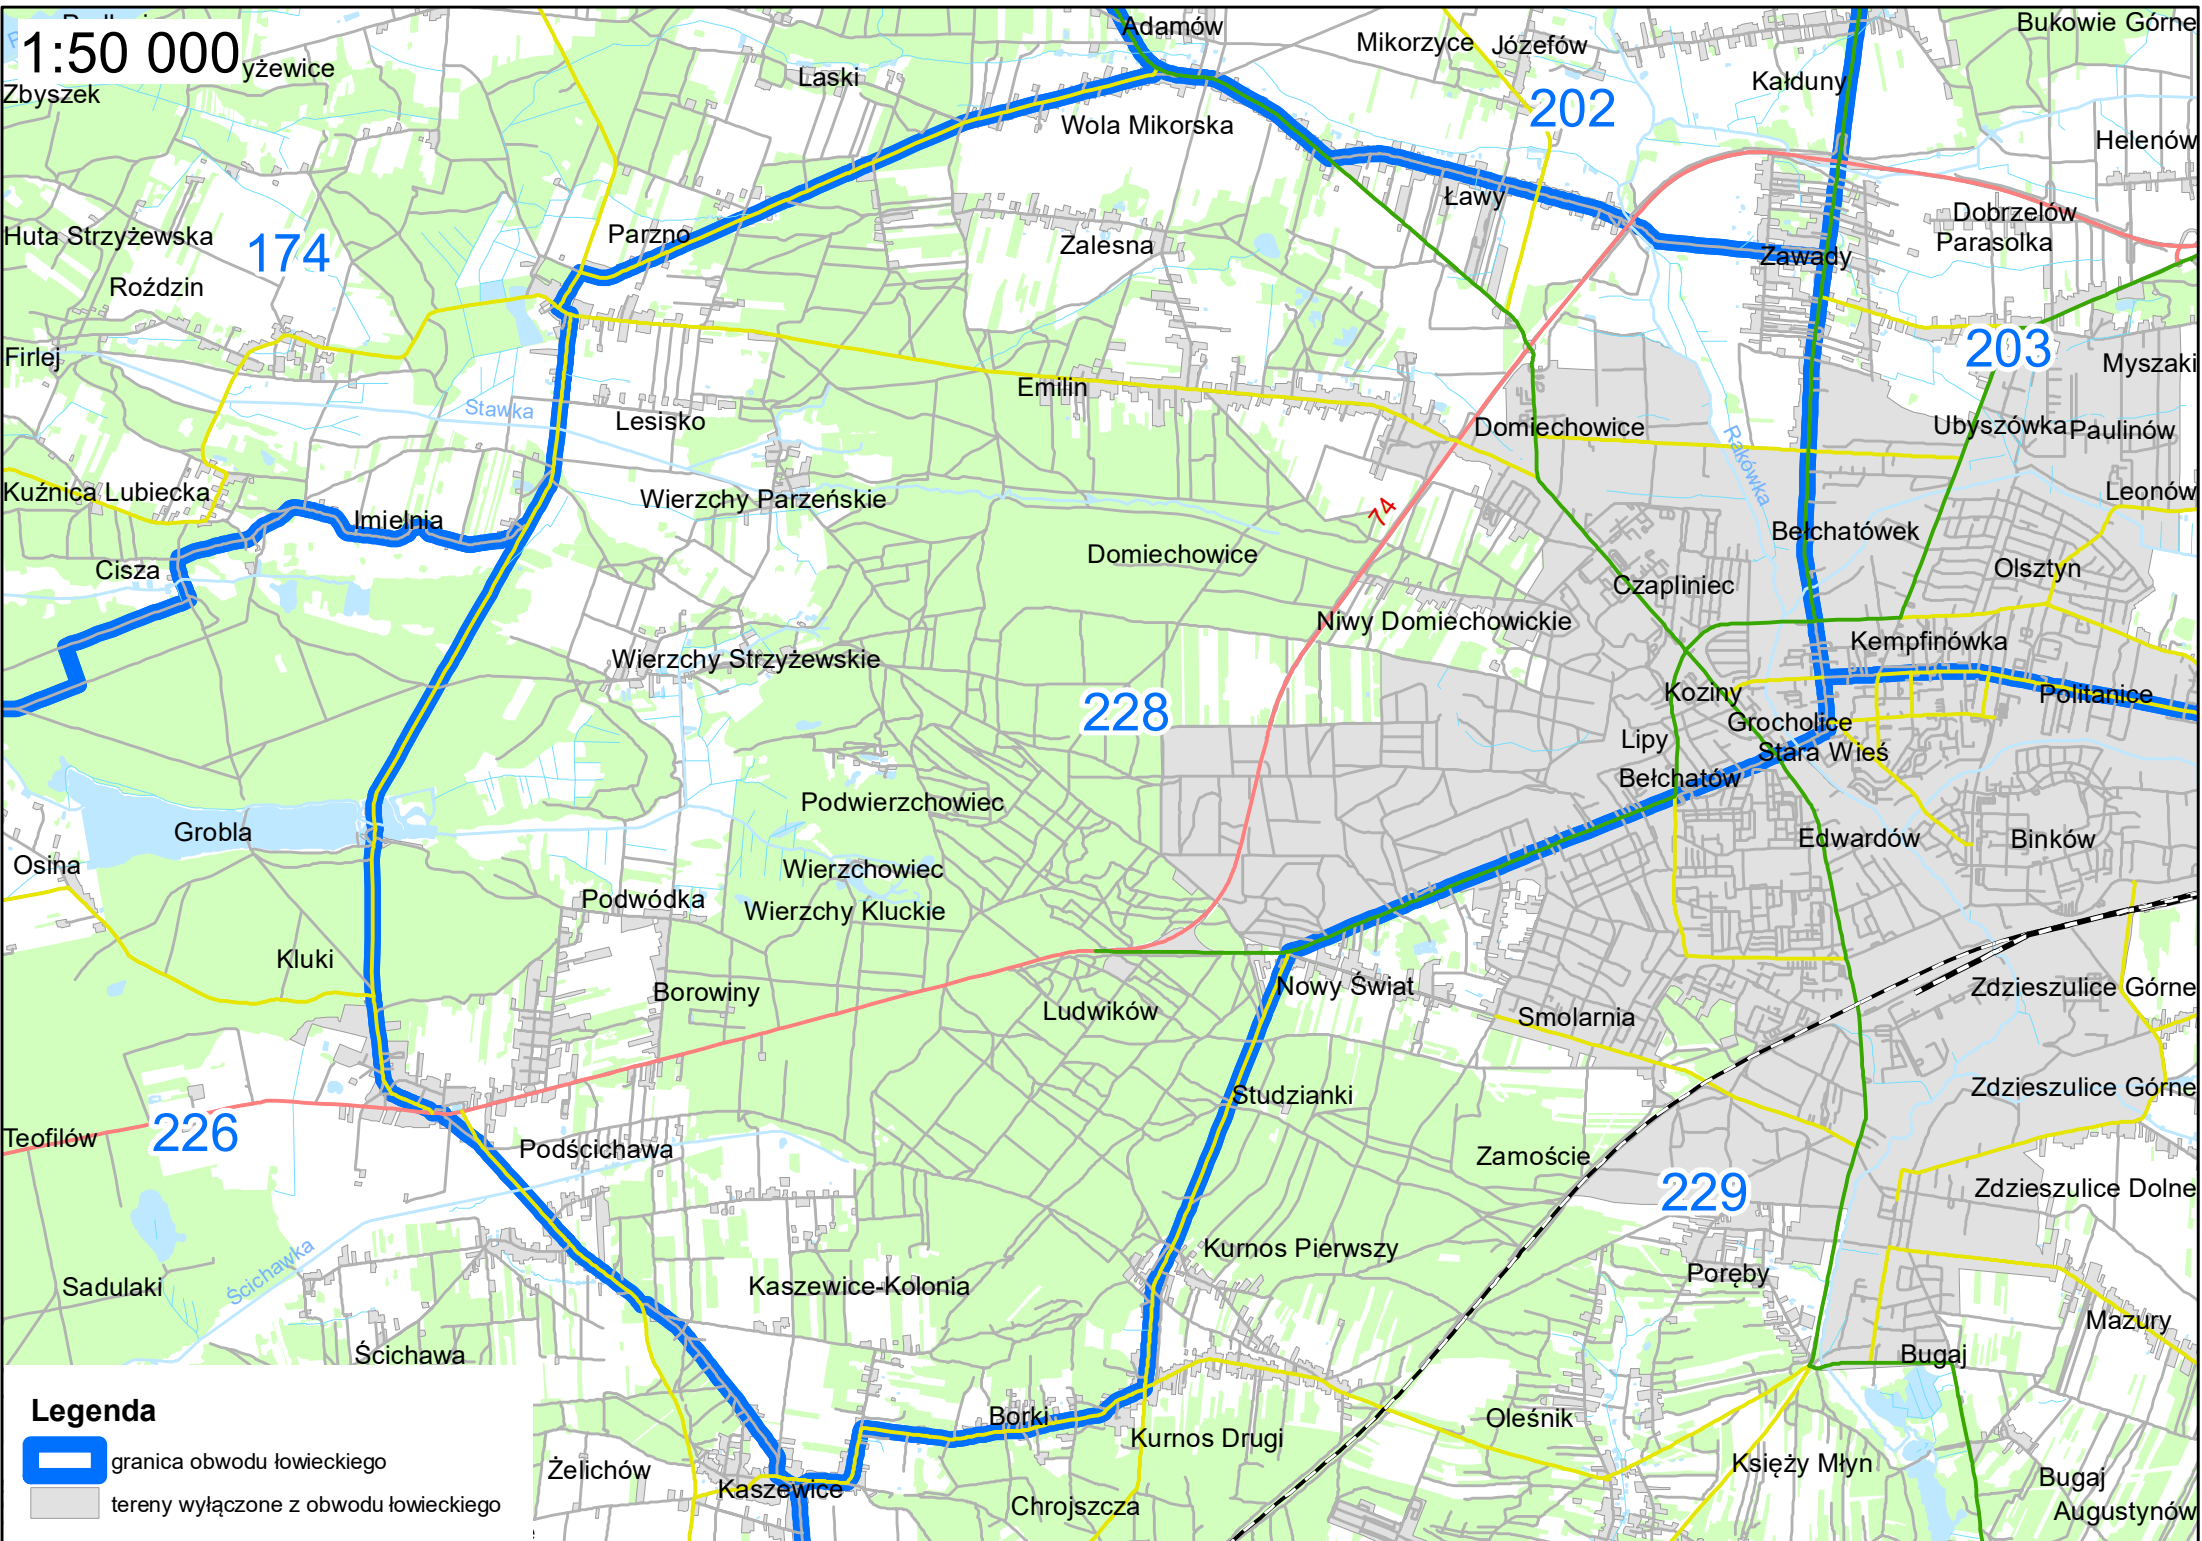 1:50 000
yżewice
Zbyszek
Laski
Adamów
Mikorzyce
Józefów
Bukowie Górne
Kałduny
202
Wola Mikorska
Helenów
Ławy
Huta Strzyżewska
174
Parzno
Zalesna
Dobrzelów
Parasolka
Zawady
Roździn
Firlej
203
Myszaki
Emilin
Stawka
Lesisko
Domiechowice
Ubyszówka
Paulinów
Rakówka
Kuźnica Lubiecka
Wierzchy Parzeńskie
74
Leonów
Imielnia
Bełchatówek
Cisza
Domiechowice
Olsztyn
Czapliniec
Niwy Domiechowickie
Kempfinówka
Wierzchy Strzyżewskie
228
Koziny
Politanice
Grocholice
Lipy
Stara Wieś
Bełchatów
Podwierzchowiec
Grobla
Edwardów
Binków
Osina
Wierzchowiec
Podwódka
Wierzchy Kluckie
Kluki
Borowiny
Nowy Świat
Zdzieszulice Górne
Ludwików
Smolarnia
Studzianki
Zdzieszulice Górne
Teofilów
226
Podścichawa
Zamoście
229
Zdzieszulice Dolne
Kurnos Pierwszy
Ścichawka
Sadulaki
Kaszewice-Kolonia
Poręby
Mazury
Ścichawa
Bugaj
Legenda
granica obwodu łowieckiego
tereny wyłączone z obwodu łowieckiego
Borki
Oleśnik
Kurnos Drugi
Żelichów
Księży Młyn
Kaszewice
Bugaj
Chrojszcza
Augustynów